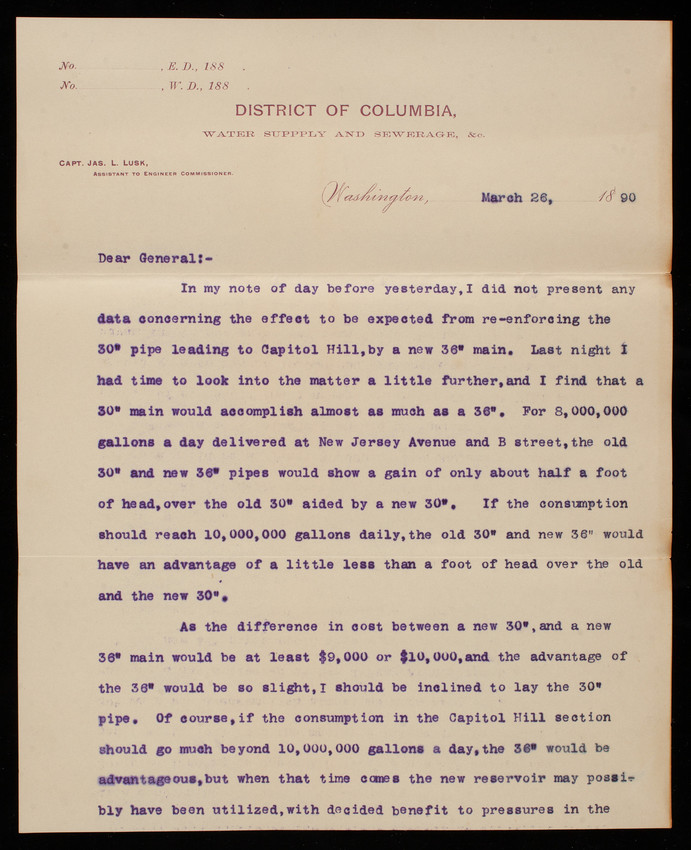 No. , E. D., 188 .
No. , W. D., 188 .
DISTRICT OF COLUMBIA,
WATER SUPPPLY AND SEWERAGE, &c.
CAPT. JAS. L. LUSK,
ASSISTANT TO ENGINEER COMMISSIONER.
Washington, March 26, 18 90
Dear General:-
In my note of day before yesterday,I did not present any
data concerning the effect to be expected from re-enforcing the
30" pipe leading to Capitol Hill,by a new 36" main. Last night I
had time to look into the matter a little further,and I find that a
30" main would accomplish almost as much as a 36". For 8,000,000
gallons a day delivered at New Jersey Avenue and B street,the old
30" and new 36" pipes would show a gain of only about half a foot
of head,over the old 30" aided by a new 30". If the consumption
should reach 10,000,000 gallons daily,the old 30" and new 36" would
have an advantage of a little less than a foot of head over the old
and the new 30".
As the difference in cost between a new 30",and a new
36" main would be at least $9,000 or $10,000,and the advantage of
the 36" would be so slight,I should be inclined to lay the 30"
pipe. Of course,if the consumption in the Capitol Hill section
should go much beyond 10,000,000 gallons a day,the 36" would be
advantageous,but when that time comes the new reservoir may possi-
bly have been utilized,with decided benefit to pressures in the